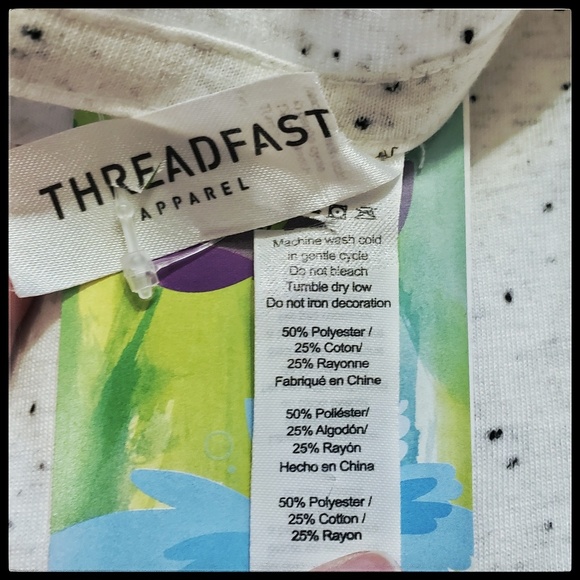 THREADFAST
APPAREL
Machine wash cold
in gentle cycle
Do not bleach
Tumble dry low
Do not iron decoration
50% Polyester /
25% Coton/
25% Rayonne
Fabriqué en Chine
50% Poliéster/
25% Algodón/
25% Rayón
Hecho en China
50% Polyester /
25% Cotton /
25% Rayon